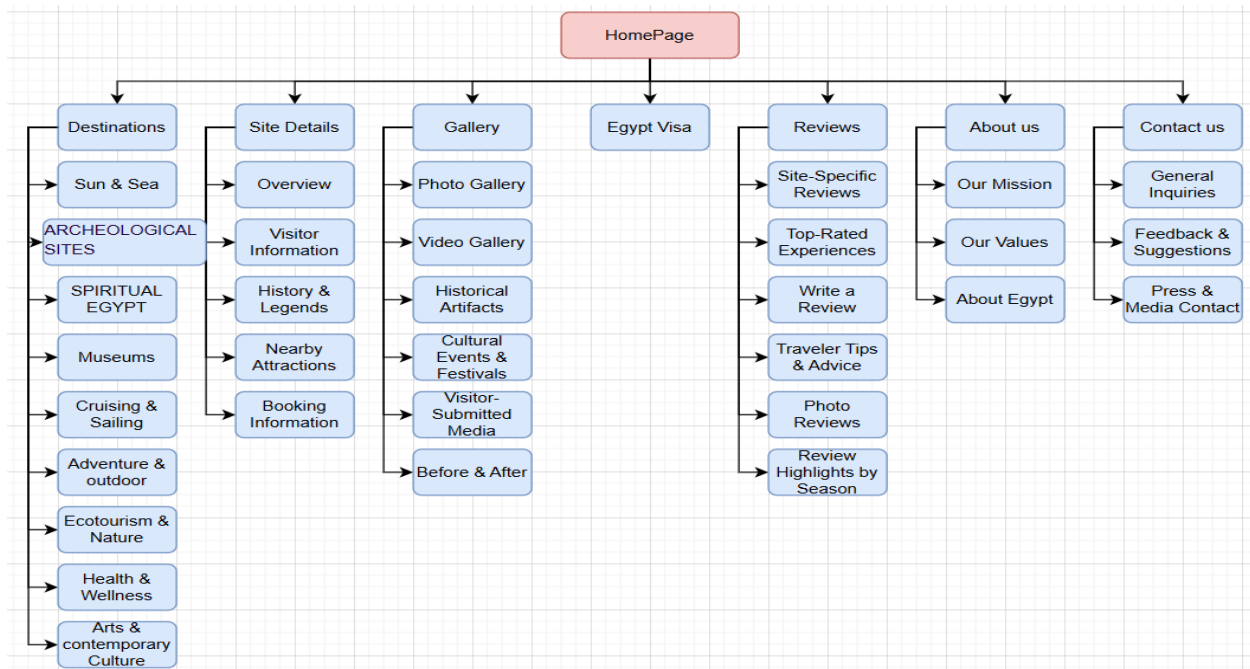 HomePage
Destinations
Site Details
Gallery
Egypt Visa
Reviews
About us
Contact us
Sun & Sea
ARCHEOLOGICAL
SITES
SPIRITUAL
EGYPT
Museums
Cruising &
Sailing
Adventure &
outdoor
Ecotourism &
Nature
Health &
Wellness
Arts &
contemporary
Culture
Overview
Visitor
Information
History &
Legends
Nearby
Attractions
Booking
Information
Photo Gallery
Video Gallery
Historical
Artifacts
Cultural
Events &
Festivals
Visitor-
Submitted
Media
Before & After
Site-Specific
Reviews
Top-Rated
Experiences
Write a
Review
Traveler Tips
& Advice
Photo
Reviews
Review
Highlights by
Season
Our Mission
Our Values
About Egypt
General
Inquiries
Feedback &
Suggestions
Press &
Media Contact